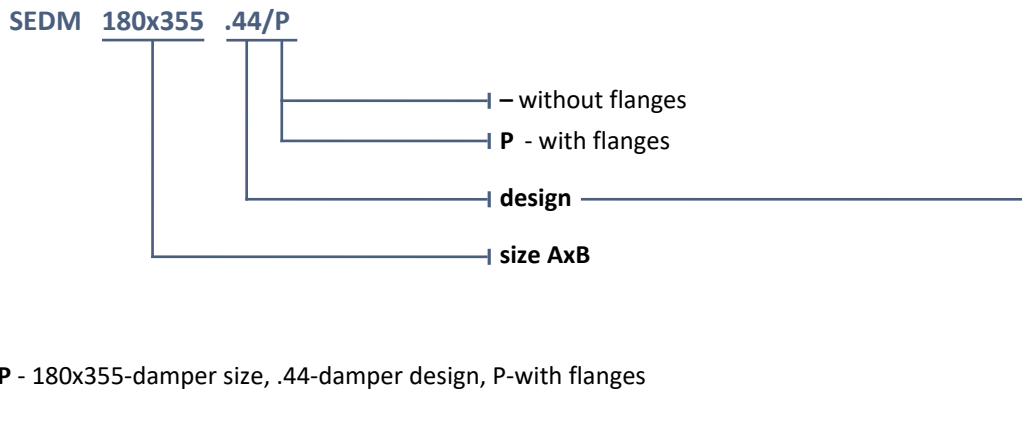 SEDM 180x355 .44/P
– without flanges
P - with flanges
design
size AxB
P - 180x355-damper size, .44-damper design, P-with flanges